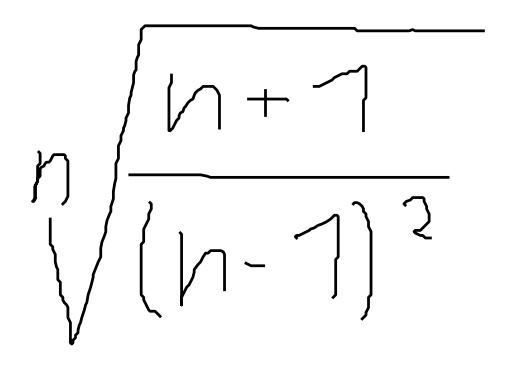 n√
n + 1
(n - 1)²